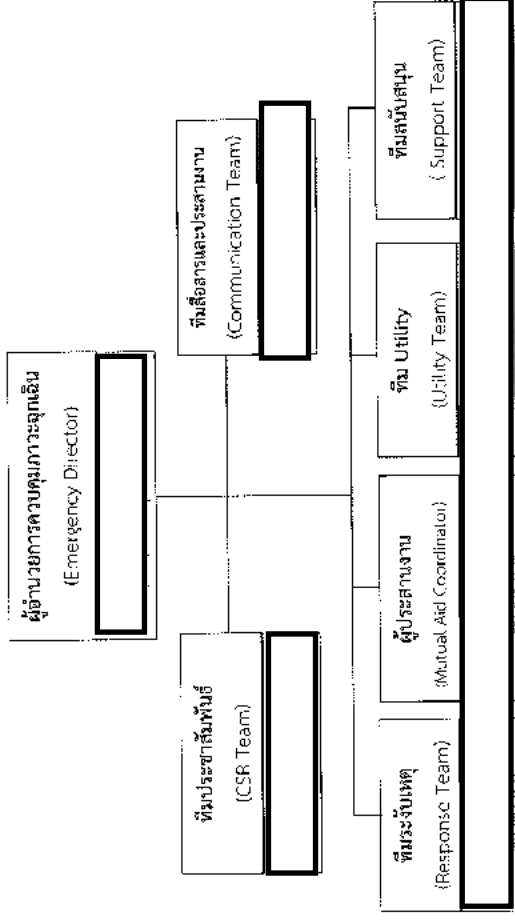 ผู้อำนวยการควบคุมภาวะฉุกเฉิน
(Emergency Director)
ทีมประชาสัมพันธ์
(CSR Team)
ทีมสื่อสารและประสานงาน
(Communication Team)
ทีมระงับเหตุ
(Response Team)
ผู้ประสานงาน
(Mutual Aid Coordinator)
ทีม Utility
(Utility Team)
ทีมสนับสนุน
( Support Team)